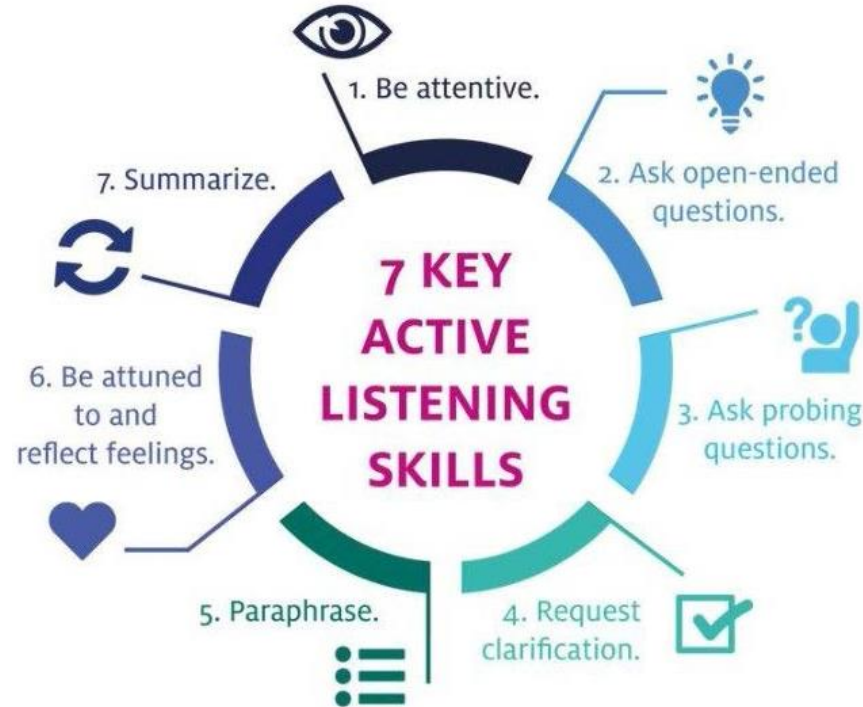 7 KEY
ACTIVE
LISTENING
SKILLS
1. Be attentive.
2. Ask open-ended
questions.
3. Ask probing
questions.
4. Request
clarification.
5. Paraphrase.
6. Be attuned
to and
reflect feelings.
7. Summarize.
?